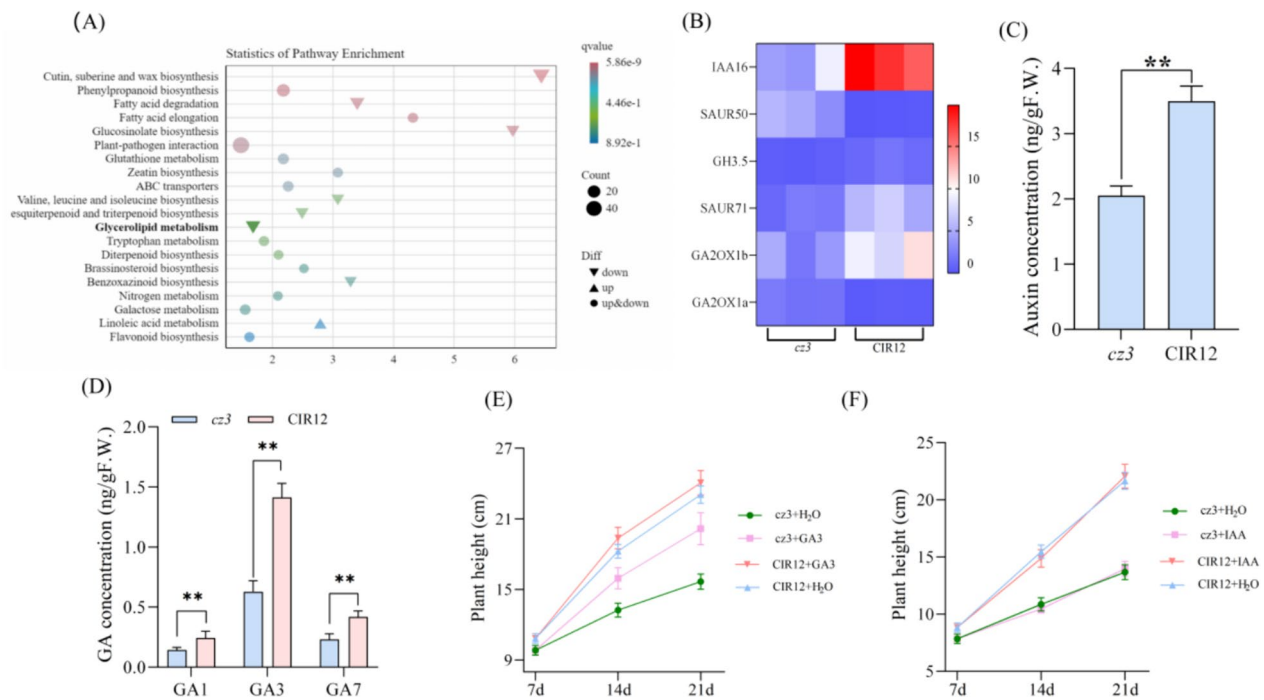 (A)
Statistics of Pathway Enrichment
Cutin, suberine and wax biosynthesis
Phenylpropanoid biosynthesis
Fatty acid degradation
Fatty acid elongation
Glucosinolate biosynthesis
Plant-pathogen interaction
Glutathione metabolism
Zeatin biosynthesis
ABC transporters
Valine, leucine and isoleucine biosynthesis
esquiterpenoid and triterpenoid biosynthesis
Glycerolipid metabolism
Tryptophan metabolism
Diterpenoid biosynthesis
Brassinosteroid biosynthesis
Benzoxazinoid biosynthesis
Nitrogen metabolism
Galactose metabolism
Linoleic acid metabolism
Flavonoid biosynthesis
2 3 4 5 6
qvalue
5.86e-9
4.46e-1
8.92e-1
Count
20
40
Diff
down
up
up&down
(B)
IAA16
SAUR50
GH3.5
SAUR71
GA2OX1b
GA2OX1a
cz3 CIR12
15
10
5
0
(C)
Auxin concentration (ng/gF.W.)
4
3
2
1
0
**
cz3 CIR12
(D)
cz3 CIR12
GA concentration (ng/gF.W.)
2.0
1.5
1.0
0.5
0.0
**
**
**
GA1 GA3 GA7
(E)
Plant height (cm)
27
21
15
9
7d 14d 21d
cz3+H₂O
cz3+GA3
CIR12+GA3
CIR12+H₂O
(F)
Plant height (cm)
25
20
15
10
5
7d 14d 21d
cz3+H₂O
cz3+IAA
CIR12+IAA
CIR12+H₂O